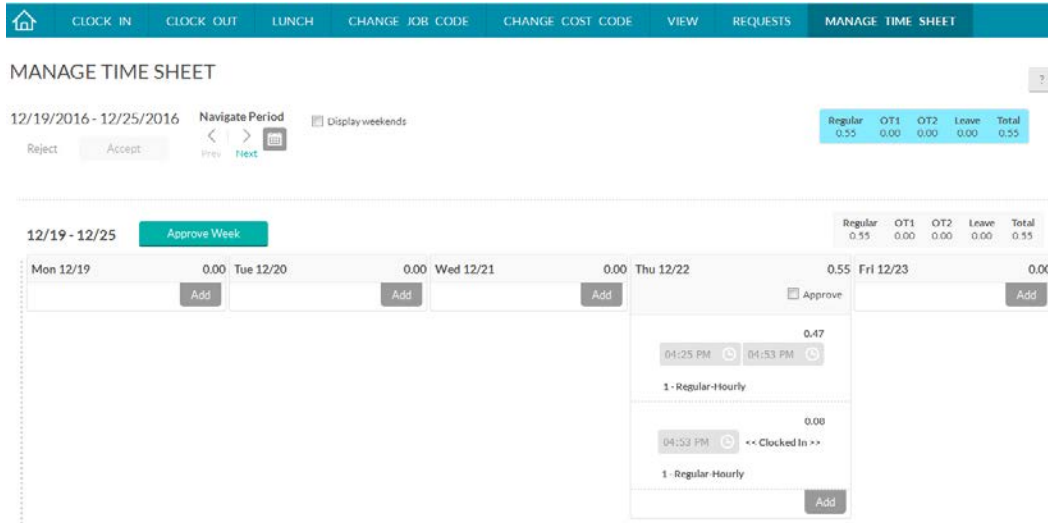 CLOCK IN CLOCK OUT LUNCH CHANGE JOB CODE CHANGE COST CODE VIEW REQUESTS MANAGE TIME SHEET
MANAGE TIME SHEET
?
12/19/2016 - 12/25/2016 Navigate Period Display weekends
Reject Accept Prev Next
Regular OT1 OT2 Leave Total
0.55 0.00 0.00 0.00 0.55
12/19 - 12/25 Approve Week
Regular OT1 OT2 Leave Total
0.55 0.00 0.00 0.00 0.55
Mon 12/19 0.00 Tue 12/20 0.00 Wed 12/21 0.00 Thu 12/22 0.55 Fri 12/23 0.00
Add Add Add Approve Add
0.47
04:25 PM 04:53 PM
1 - Regular-Hourly
0.08
04:53 PM << Clocked In >>
1 - Regular-Hourly
Add